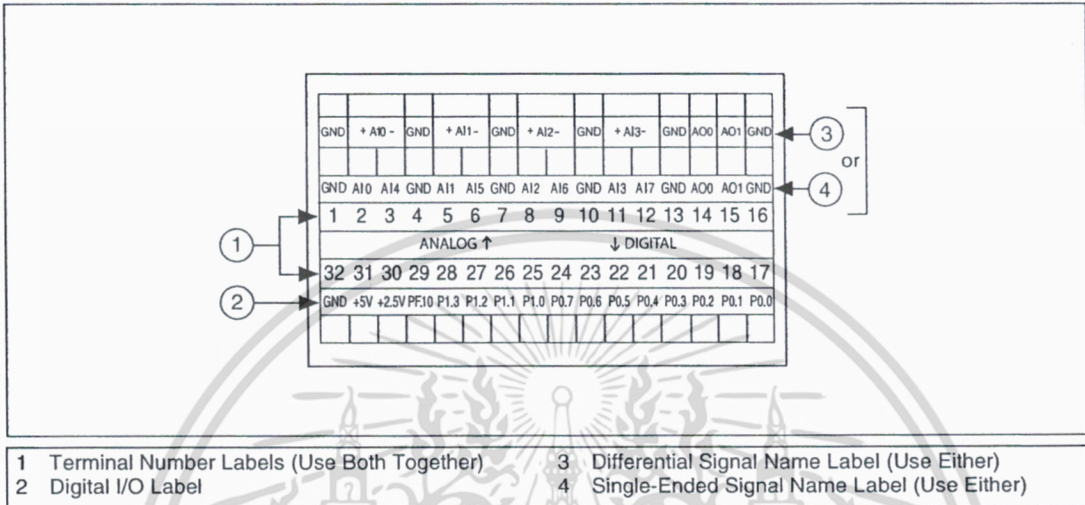 GND + AI0 - GND + AI1 - GND + AI2- GND + AI3- GND AO0 AO1 GND
3
or
GND AI0 AI4 GND AI1 AI5 GND AI2 AI6 GND AI3 AI7 GND AO0 AO1 GND
4
1 2 3 4 5 6 7 8 9 10 11 12 13 14 15 16
1
ANALOG ↑ ↓ DIGITAL
32 31 30 29 28 27 26 25 24 23 22 21 20 19 18 17
2
GND +5V +2.5V PF.10 P1.3 P1.2 P1.1 P1.0 P0.7 P0.6 P0.5 P0.4 P0.3 P0.2 P0.1 P0.0
1 Terminal Number Labels (Use Both Together)
2 Digital I/O Label
3 Differential Signal Name Label (Use Either)
4 Single-Ended Signal Name Label (Use Either)